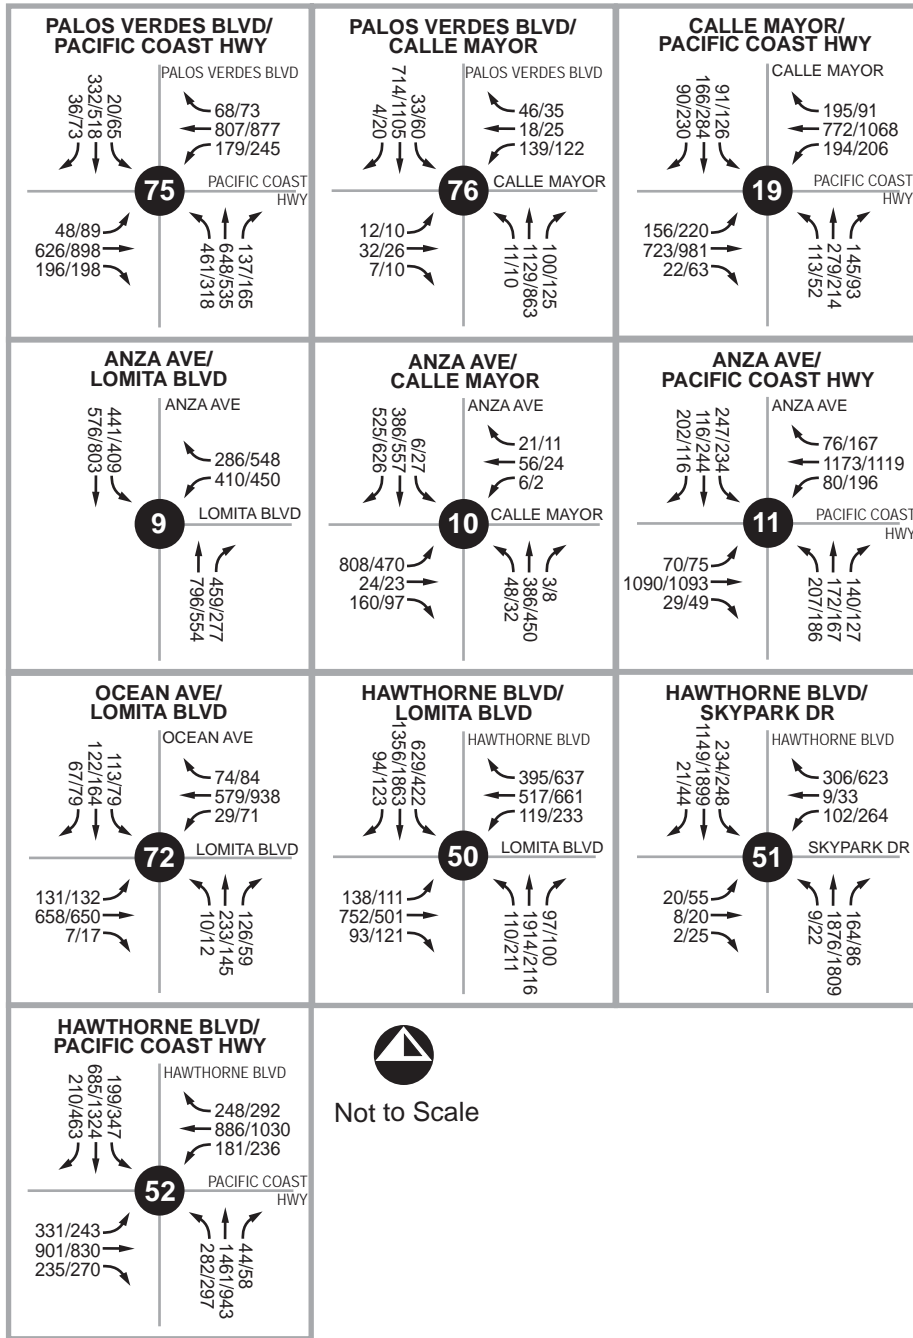 PALOS VERDES BLVD/
PACIFIC COAST HWY
PALOS VERDES BLVD
36/73
332/518
20/65
68/73
807/877
179/245
75
PACIFIC COAST
HWY
48/89
626/898
196/198
461/318
648/535
137/165
PALOS VERDES BLVD/
CALLE MAYOR
PALOS VERDES BLVD
4/20
714/1105
33/60
46/35
18/25
139/122
76
CALLE MAYOR
12/10
32/26
7/10
11/10
1129/863
100/125
CALLE MAYOR/
PACIFIC COAST HWY
CALLE MAYOR
90/230
166/284
91/126
195/91
772/1068
194/206
19
PACIFIC COAST
HWY
156/220
723/981
22/63
113/52
279/214
145/93
ANZA AVE/
LOMITA BLVD
ANZA AVE
576/803
441/409
286/548
410/450
9
LOMITA BLVD
796/554
459/277
ANZA AVE/
CALLE MAYOR
ANZA AVE
525/626
386/557
6/27
21/11
56/24
6/2
10
CALLE MAYOR
808/470
24/23
160/97
48/32
386/450
3/8
ANZA AVE/
PACIFIC COAST HWY
ANZA AVE
202/116
116/244
247/234
76/167
1173/1119
80/196
11
PACIFIC COAST
HWY
70/75
1090/1093
29/49
207/186
172/167
140/127
OCEAN AVE/
LOMITA BLVD
OCEAN AVE
67/79
122/164
113/79
74/84
579/938
29/71
72
LOMITA BLVD
131/132
658/650
7/17
10/12
233/145
126/59
HAWTHORNE BLVD/
LOMITA BLVD
HAWTHORNE BLVD
94/123
1356/1863
629/422
395/637
517/661
119/233
50
LOMITA BLVD
138/111
752/501
93/121
110/211
1914/2116
97/100
HAWTHORNE BLVD/
SKYPARK DR
HAWTHORNE BLVD
21/44
1149/1899
234/248
306/623
9/33
102/264
51
SKYPARK DR
20/55
8/20
2/25
9/22
1876/1809
164/86
HAWTHORNE BLVD/
PACIFIC COAST HWY
HAWTHORNE BLVD
210/463
685/1324
199/347
248/292
886/1030
181/236
52
PACIFIC COAST
HWY
331/243
901/830
235/270
282/297
1461/943
44/58
Not to Scale